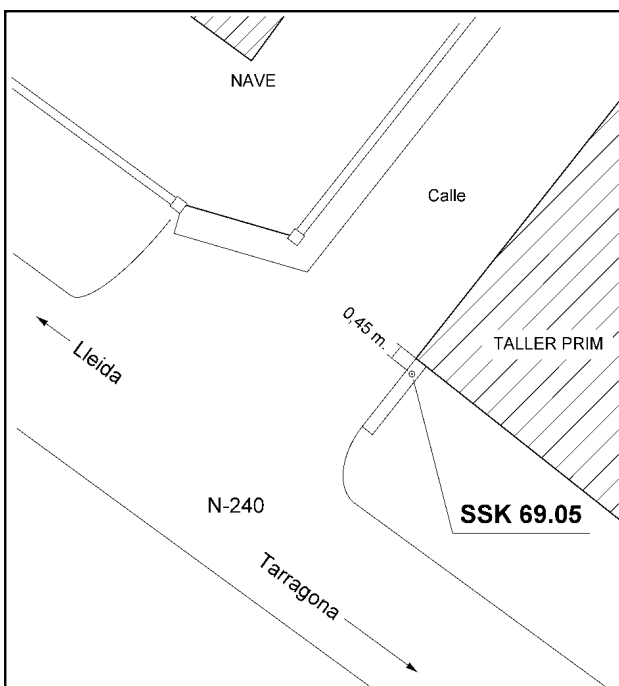 NAVE
Calle
0,45 m.
TALLER PRIM
Lleida
N-240
SSK 69.05
Tarragona